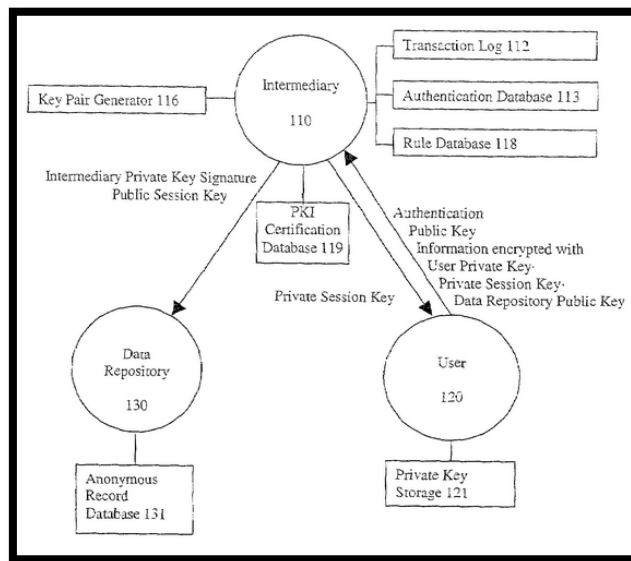 Transaction Log 112
Intermediary
Key Pair Generator 116
Authentication Database 113
110
Rule Database 118
Intermediary Private Key Signature
Public Session Key
PKI
Certification
Database 119
Authentication
Public Key
Information encrypted with
User Private Key·
Private Session Key·
Data Repository Public Key
Private Session Key
Data
Repository
130
User
120
Anonymous
Record
Database 131
Private Key
Storage 121